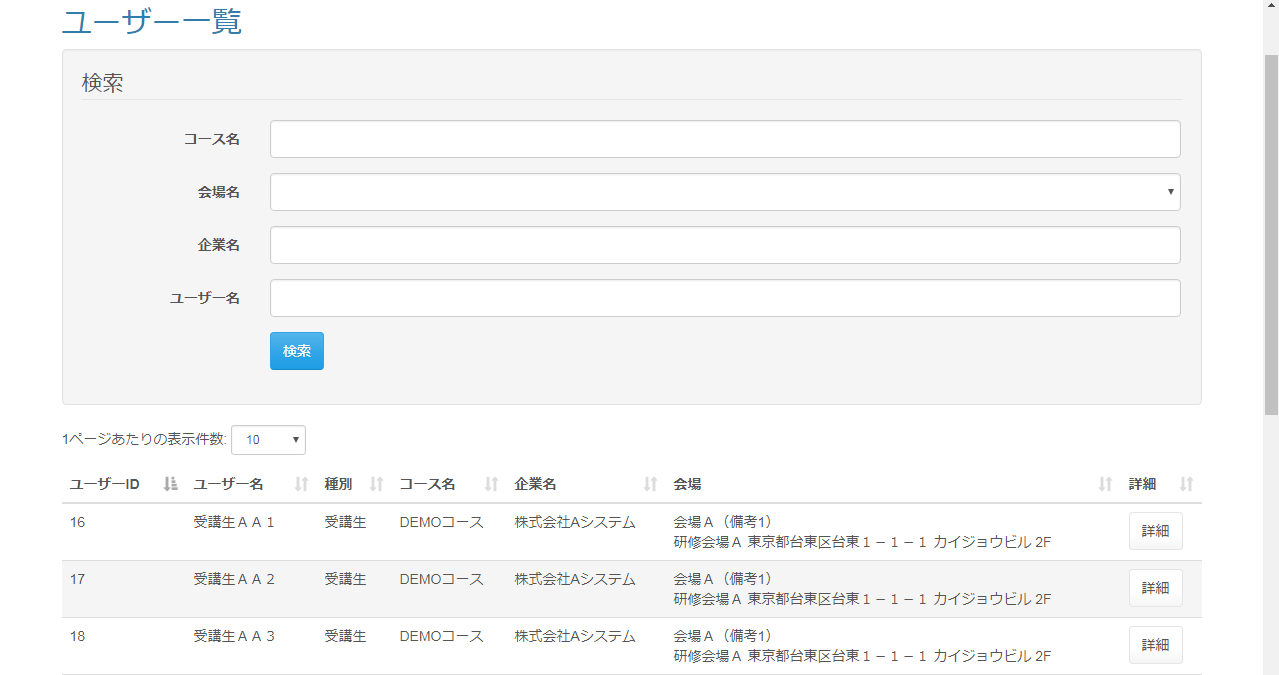 ユーザー一覧
検索
コース名
会場名
企業名
ユーザー名
検索
1ページあたりの表示件数: 10
ユーザーID ユーザー名 種別 コース名 企業名 会場 詳細
16 受講生ＡＡ１ 受講生 DEMOコース 株式会社Aシステム 会場Ａ（備考1） 詳細
研修会場Ａ 東京都台東区台東１－１－１ カイジョウビル 2F
17 受講生ＡＡ２ 受講生 DEMOコース 株式会社Aシステム 会場Ａ（備考1） 詳細
研修会場Ａ 東京都台東区台東１－１－１ カイジョウビル 2F
18 受講生ＡＡ３ 受講生 DEMOコース 株式会社Aシステム 会場Ａ（備考1） 詳細
研修会場Ａ 東京都台東区台東１－１－１ カイジョウビル 2F